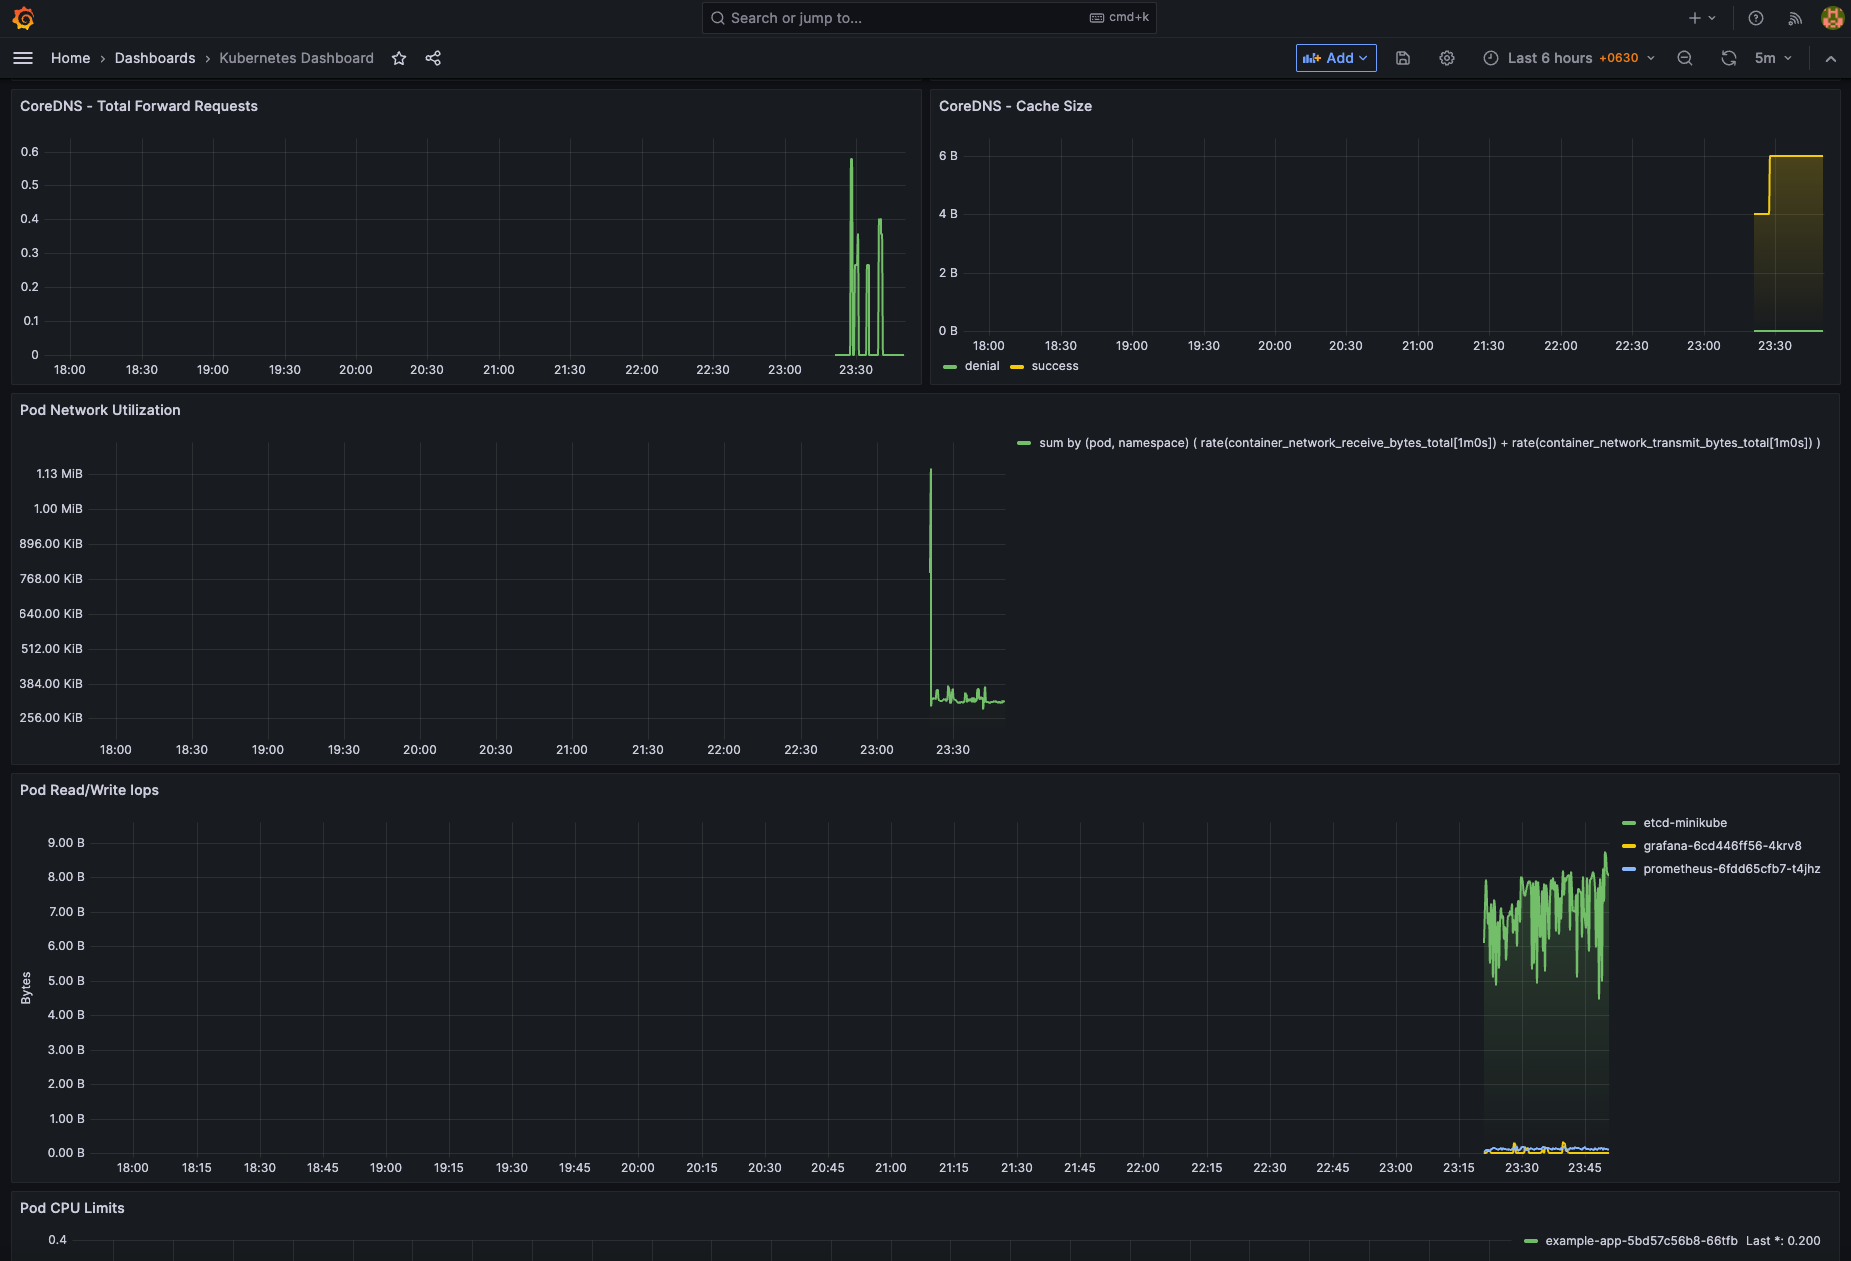 Search or jump to... cmd+k
Home › Dashboards › Kubernetes Dashboard
Add
Last 6 hours +0630
5m
CoreDNS - Total Forward Requests
0.6
0.5
0.4
0.3
0.2
0.1
0
18:00 18:30 19:00 19:30 20:00 20:30 21:00 21:30 22:00 22:30 23:00 23:30
CoreDNS - Cache Size
6 B
4 B
2 B
0 B
18:00 18:30 19:00 19:30 20:00 20:30 21:00 21:30 22:00 22:30 23:00 23:30
denial success
Pod Network Utilization
sum by (pod, namespace) ( rate(container_network_receive_bytes_total[1m0s]) + rate(container_network_transmit_bytes_total[1m0s]) )
1.13 MiB
1.00 MiB
896.00 KiB
768.00 KiB
640.00 KiB
512.00 KiB
384.00 KiB
256.00 KiB
18:00 18:30 19:00 19:30 20:00 20:30 21:00 21:30 22:00 22:30 23:00 23:30
Pod Read/Write Iops
etcd-minikube
grafana-6cd446ff56-4krv8
prometheus-6fdd65cfb7-t4jhz
Bytes
9.00 B
8.00 B
7.00 B
6.00 B
5.00 B
4.00 B
3.00 B
2.00 B
1.00 B
0.00 B
18:00 18:15 18:30 18:45 19:00 19:15 19:30 19:45 20:00 20:15 20:30 20:45 21:00 21:15 21:30 21:45 22:00 22:15 22:30 22:45 23:00 23:15 23:30 23:45
Pod CPU Limits
0.4
example-app-5bd57c56b8-66tfb Last *: 0.200